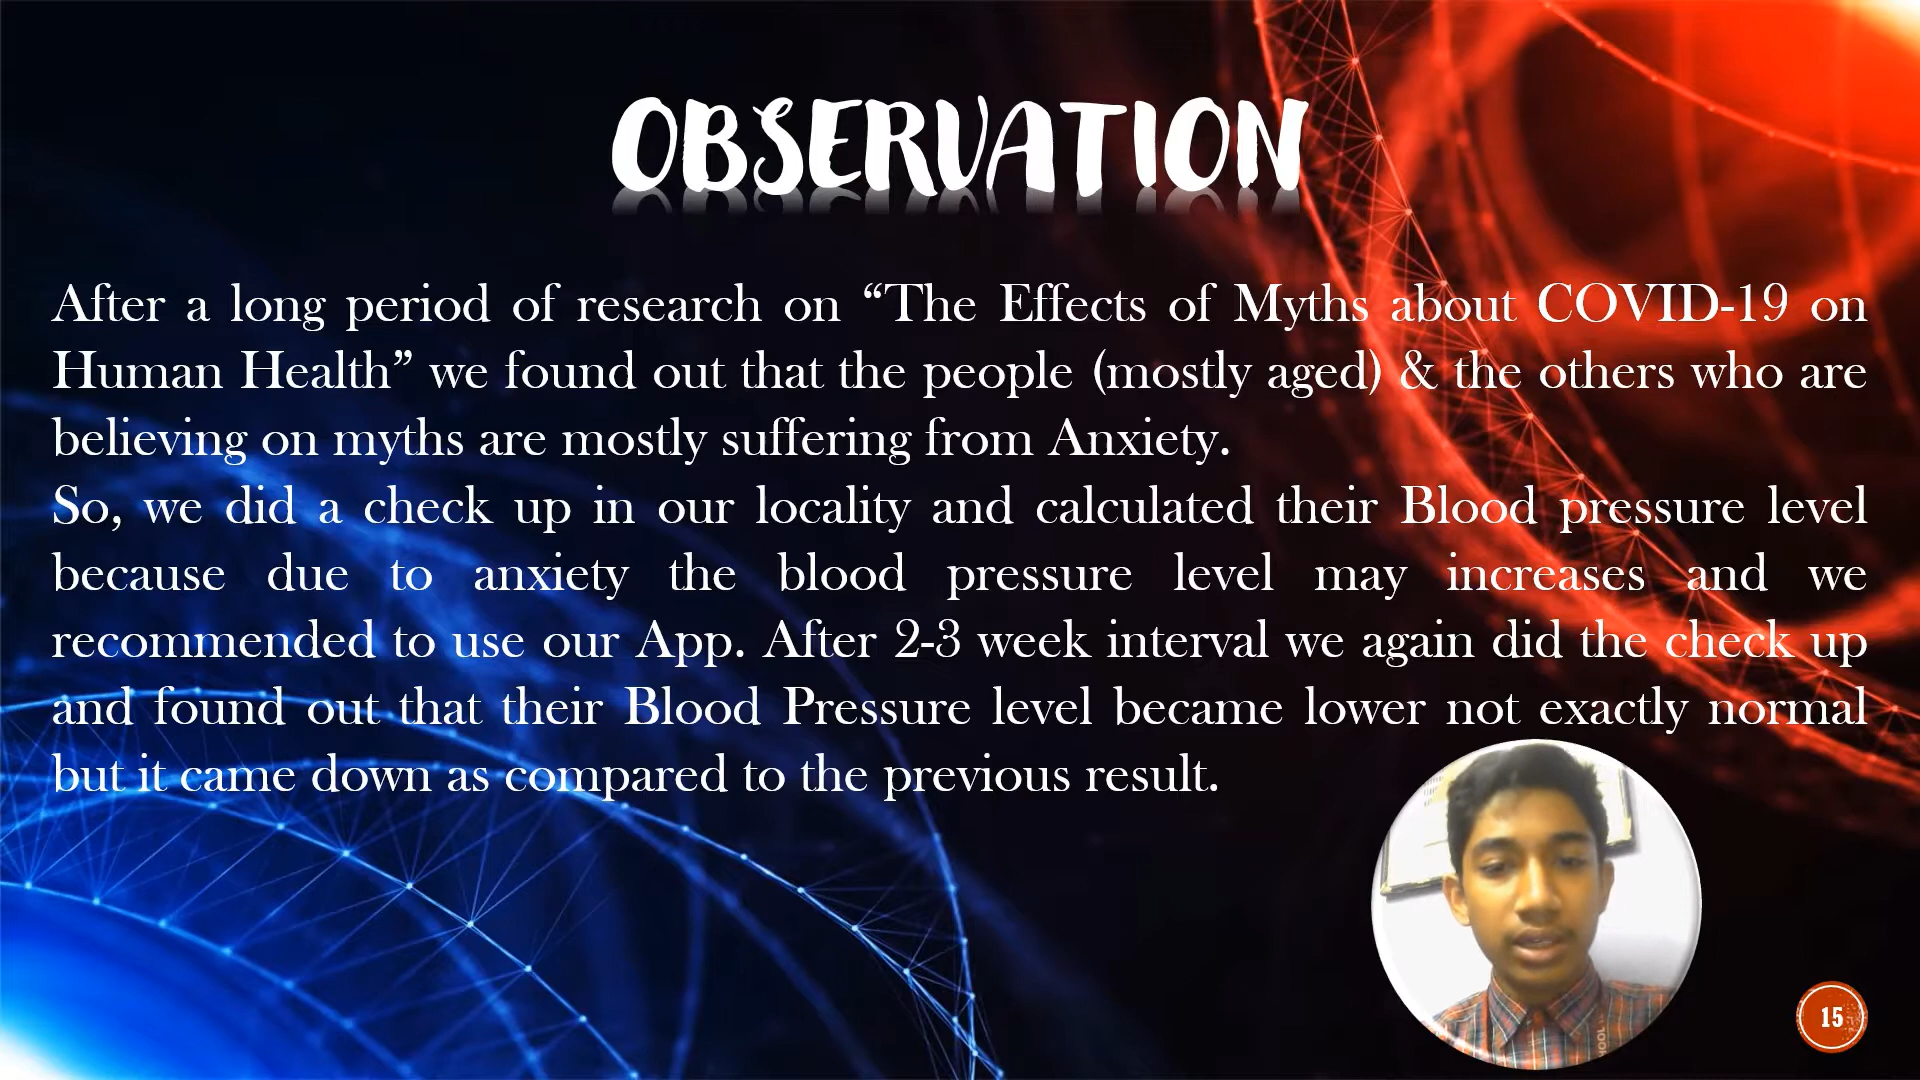 OBSERVATION
After a long period of research on “The Effects of Myths about COVID-19 on
Human Health” we found out that the people (mostly aged) & the others who are
believing on myths are mostly suffering from Anxiety.
So, we did a check up in our locality and calculated their Blood pressure level
because due to anxiety the blood pressure level may increases and we
recommended to use our App. After 2-3 week interval we again did the check up
and found out that their Blood Pressure level became lower not exactly normal
but it came down as compared to the previous result.
15